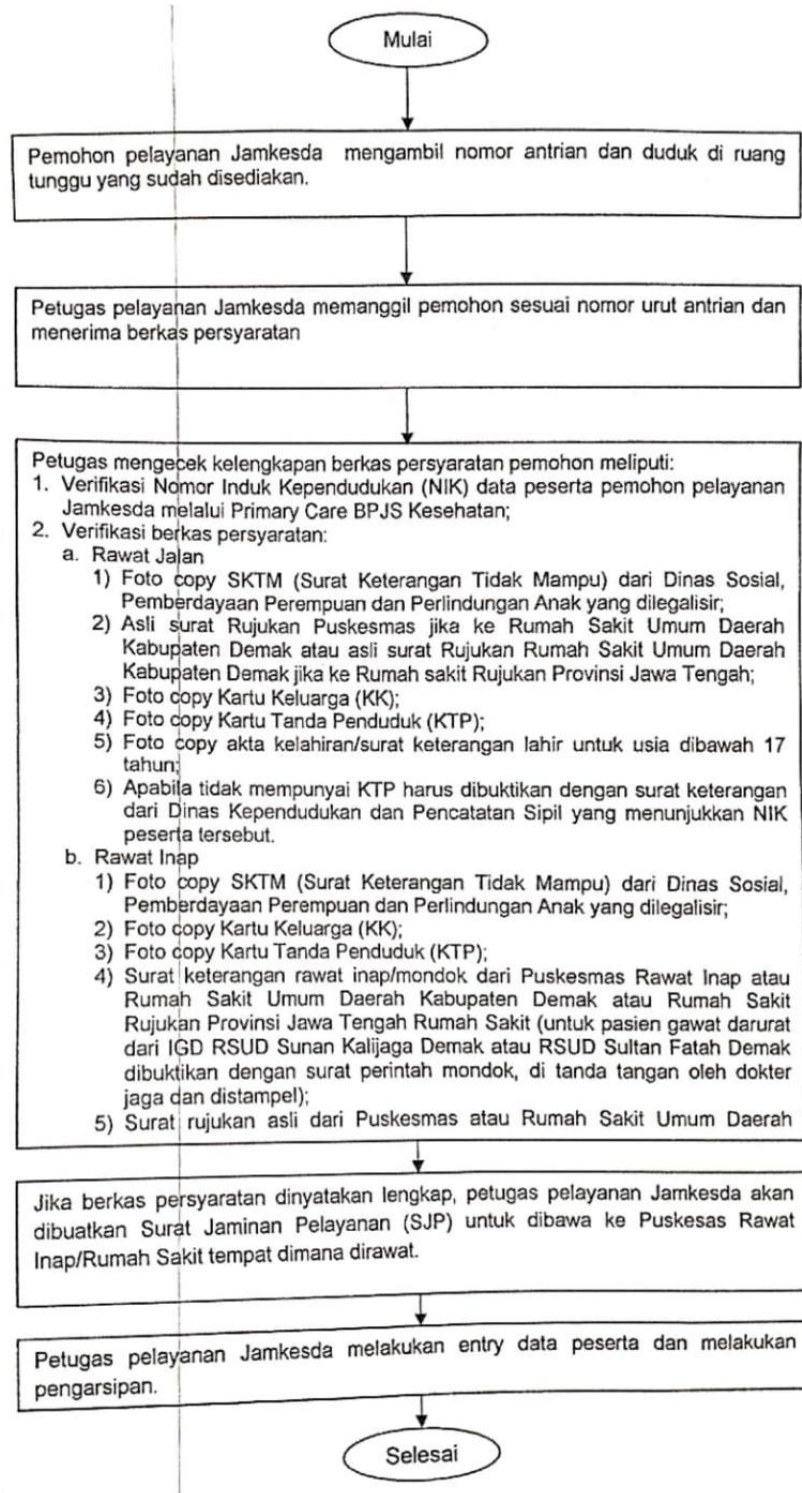 Mulai
Pemohon pelayanan Jamkesda mengambil nomor antrian dan duduk di ruang
tunggu yang sudah disediakan.
Petugas pelayanan Jamkesda memanggil pemohon sesuai nomor urut antrian dan
menerima berkas persyaratan
Petugas mengecek kelengkapan berkas persyaratan pemohon meliputi:
1. Verifikasi Nomor Induk Kependudukan (NIK) data peserta pemohon pelayanan
Jamkesda melalui Primary Care BPJS Kesehatan;
2. Verifikasi berkas persyaratan:
a. Rawat Jalan
1) Foto copy SKTM (Surat Keterangan Tidak Mampu) dari Dinas Sosial,
Pemberdayaan Perempuan dan Perlindungan Anak yang dilegalisir;
2) Asli surat Rujukan Puskesmas jika ke Rumah Sakit Umum Daerah
Kabupaten Demak atau asli surat Rujukan Rumah Sakit Umum Daerah
Kabupaten Demak jika ke Rumah sakit Rujukan Provinsi Jawa Tengah;
3) Foto copy Kartu Keluarga (KK);
4) Foto copy Kartu Tanda Penduduk (KTP);
5) Foto copy akta kelahiran/surat keterangan lahir untuk usia dibawah 17
tahun;
6) Apabila tidak mempunyai KTP harus dibuktikan dengan surat keterangan
dari Dinas Kependudukan dan Pencatatan Sipil yang menunjukkan NIK
peserta tersebut.
b. Rawat Inap
1) Foto copy SKTM (Surat Keterangan Tidak Mampu) dari Dinas Sosial,
Pemberdayaan Perempuan dan Perlindungan Anak yang dilegalisir;
2) Foto copy Kartu Keluarga (KK);
3) Foto copy Kartu Tanda Penduduk (KTP);
4) Surat keterangan rawat inap/mondok dari Puskesmas Rawat Inap atau
Rumah Sakit Umum Daerah Kabupaten Demak atau Rumah Sakit
Rujukan Provinsi Jawa Tengah Rumah Sakit (untuk pasien gawat darurat
dari IGD RSUD Sunan Kalijaga Demak atau RSUD Sultan Fatah Demak
dibuktikan dengan surat perintah mondok, di tanda tangan oleh dokter
jaga dan distampel);
5) Surat rujukan asli dari Puskesmas atau Rumah Sakit Umum Daerah
Jika berkas persyaratan dinyatakan lengkap, petugas pelayanan Jamkesda akan
dibuatkan Surat Jaminan Pelayanan (SJP) untuk dibawa ke Puskesas Rawat
Inap/Rumah Sakit tempat dimana dirawat.
Petugas pelayanan Jamkesda melakukan entry data peserta dan melakukan
pengarsipan.
Selesai